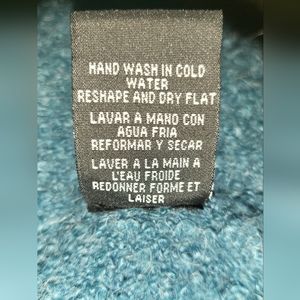 HAND WASH IN COLD
WATER
RESHAPE AND DRY FLAT
LAVAR A MANO CON
AGUA FRIA
REFORMAR Y SECAR
LAVER A LA MAIN A
L'EAU FROIDE
REDONNER FORME ET
LAISER